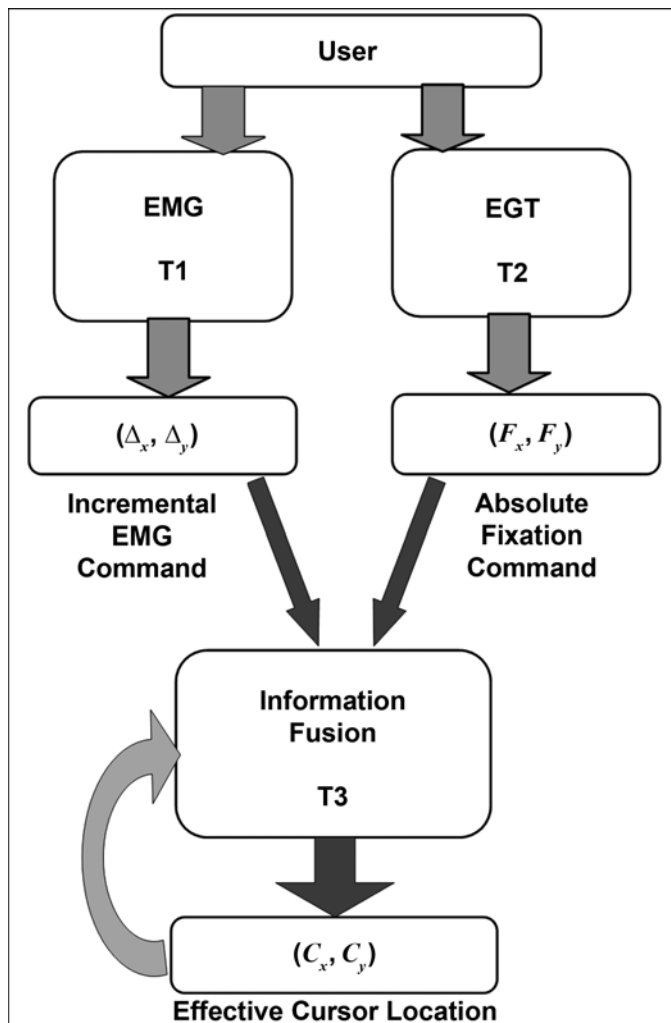 User
EMG
T1
EGT
T2
(Δx, Δy)
(Fx, Fy)
Incremental
EMG
Command
Absolute
Fixation
Command
Information
Fusion
T3
(Cx, Cy)
Effective Cursor Location